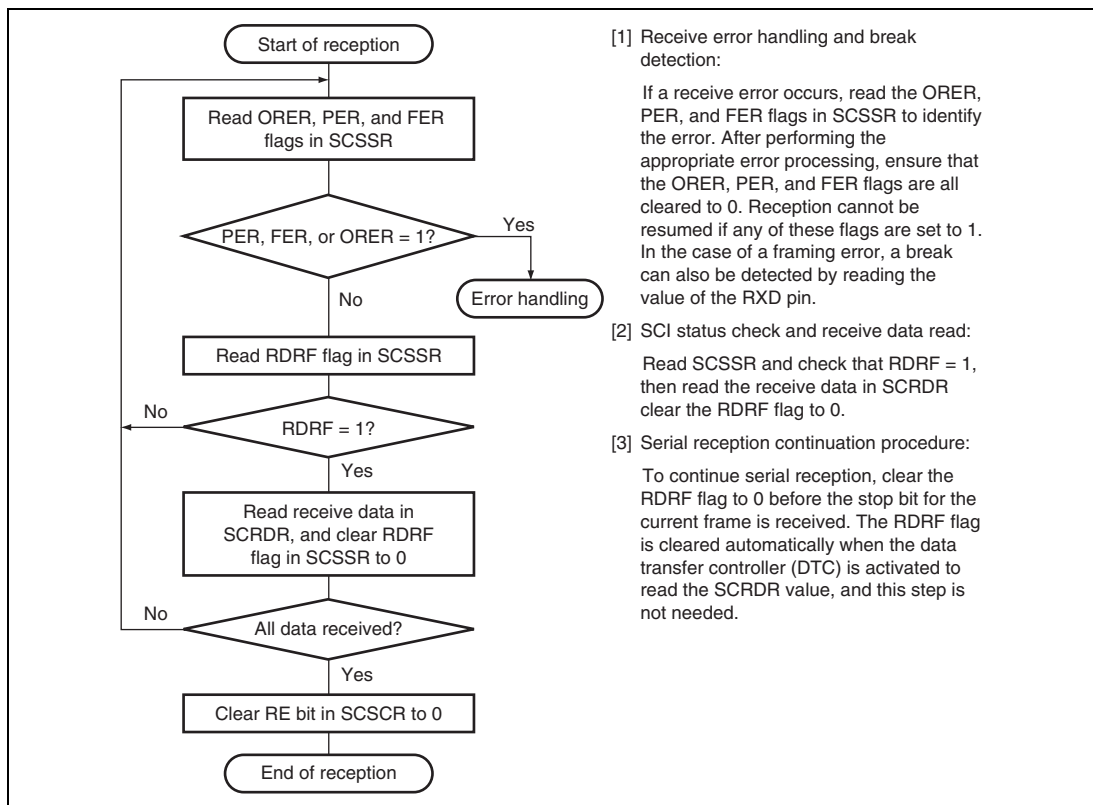 Start of reception
Read ORER, PER, and FER
flags in SCSSR
PER, FER, or ORER = 1?
Yes
Error handling
No
Read RDRF flag in SCSSR
No
RDRF = 1?
Yes
Read receive data in
SCRDR, and clear RDRF
flag in SCSSR to 0
No
All data received?
Yes
Clear RE bit in SCSCR to 0
End of reception
[1] Receive error handling and break
detection:
If a receive error occurs, read the ORER,
PER, and FER flags in SCSSR to identify
the error. After performing the
appropriate error processing, ensure that
the ORER, PER, and FER flags are all
cleared to 0. Reception cannot be
resumed if any of these flags are set to 1.
In the case of a framing error, a break
can also be detected by reading the
value of the RXD pin.
[2] SCI status check and receive data read:
Read SCSSR and check that RDRF = 1,
then read the receive data in SCRDR
clear the RDRF flag to 0.
[3] Serial reception continuation procedure:
To continue serial reception, clear the
RDRF flag to 0 before the stop bit for the
current frame is received. The RDRF flag
is cleared automatically when the data
transfer controller (DTC) is activated to
read the SCRDR value, and this step is
not needed.